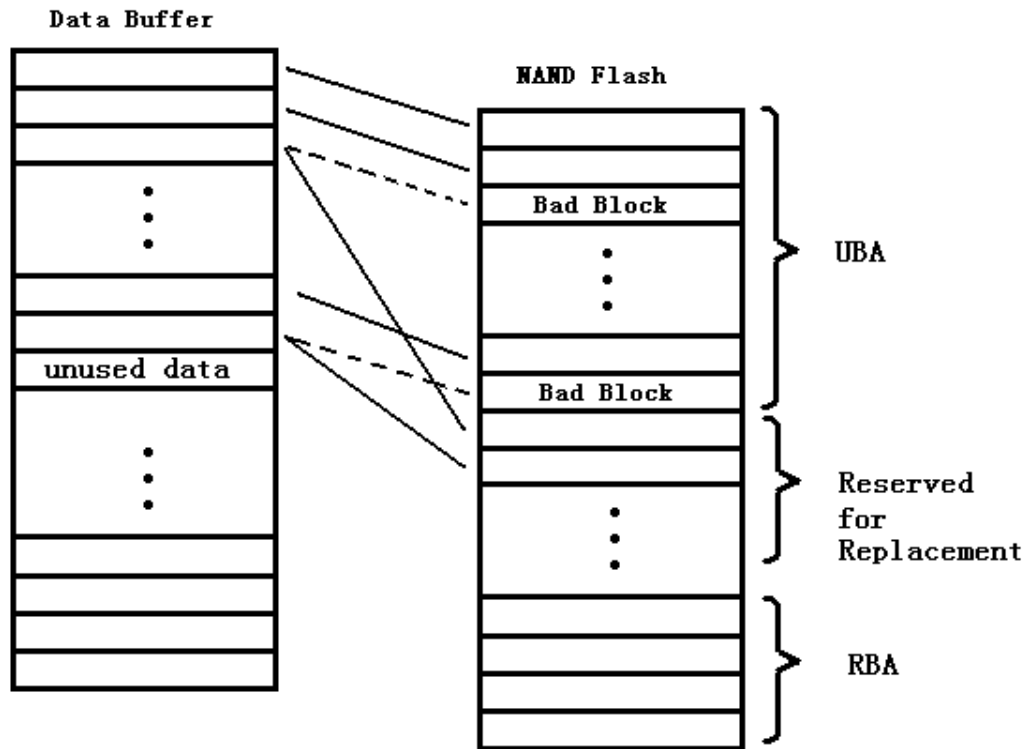 Data Buffer
NAND Flash
Bad Block
UBA
unused data
Bad Block
Reserved
for
Replacement
RBA